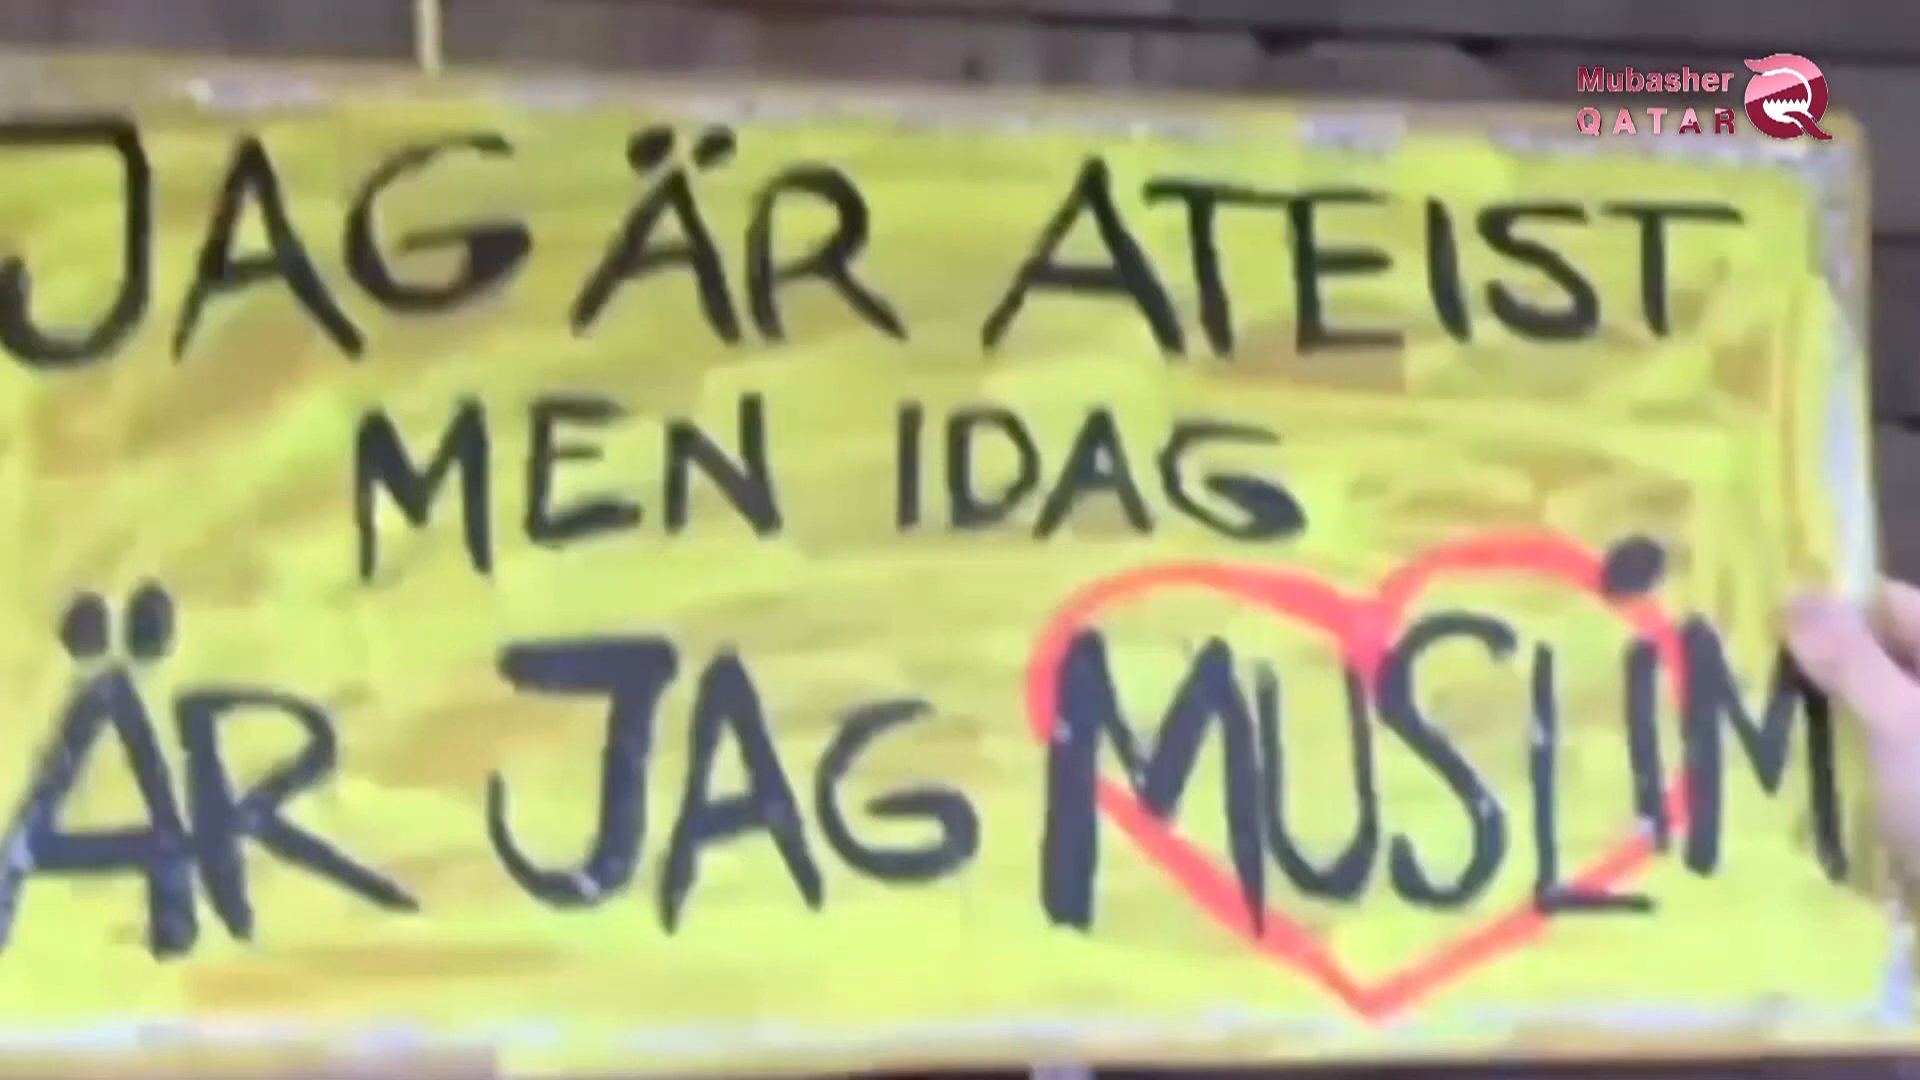 Mubasher
QATAR
JAG ÄR ATEIST
MEN IDAG
ÄR JAG MUSLIM